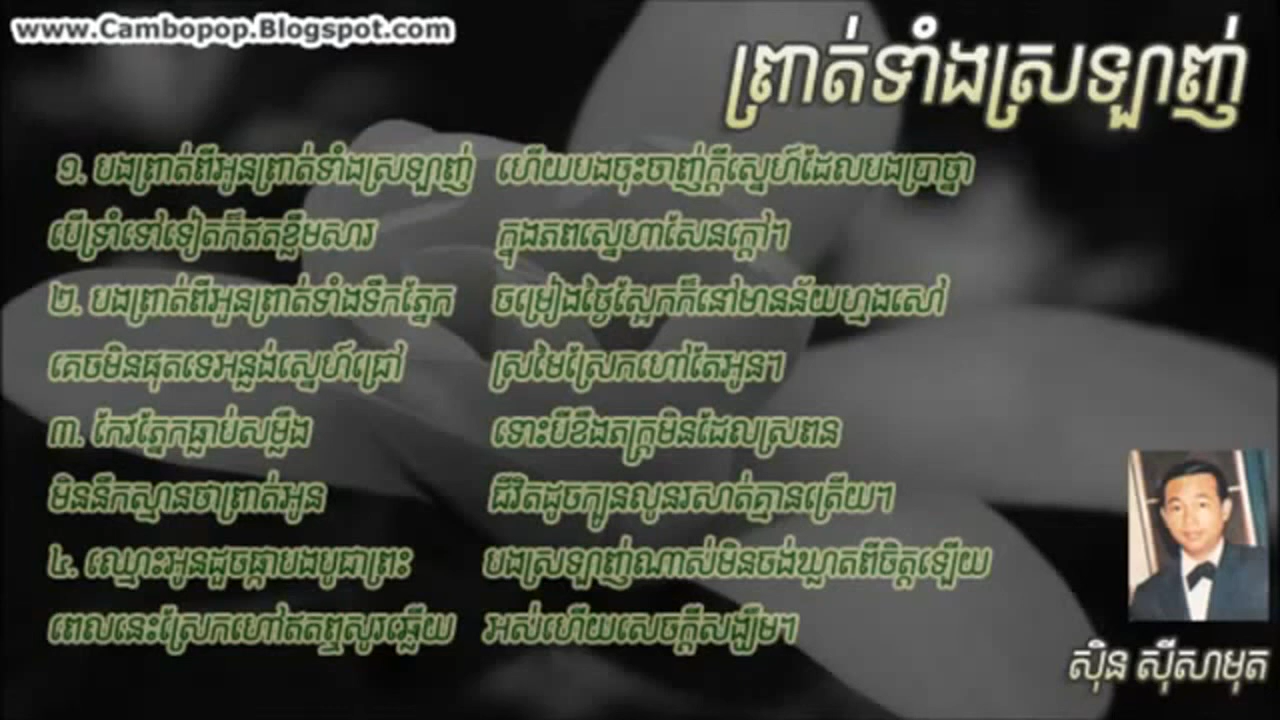 www.Cambopop.Blogspot.com
ព្រាត់ទាំងស្រឡាញ់
១. បងព្រាត់ពីអូនព្រាត់ទាំងស្រឡាញ់ ហើយបងចុះចាញ់ក្ដីស្នេហ៍ដែលបងប្រាថ្នា
បើទ្រាំទៅទៀតក៏ឥតខ្លឹមសារ ក្នុងតពស្នេហាសែនក្ដៅ។
២. បងព្រាត់ពីអួនព្រាត់ទាំងទឹកភ្នែក ចម្រៀងថ្ងៃស្អែកក៏នៅមានន័យហ្មងសៅ
គេចមិនផុតទេអន្លង់ស្នេហ៍ជ្រៅ ស្រមៃស្រែកហៅតែអូន។
៣. កែវភ្នែកធ្លាប់សម្លឹង ទោះបីខឹងតក្រមិនដែលស្រពន
មិននឹកស្មានថាព្រាត់អូន ជីវិតដូចក្បូនលូនរសាត់គ្មានត្រើយ។
៤. ឈ្មោះអូនដួចផ្កាបងបូជាព្រះ បងស្រឡាញ់ណាស់មិនចង់ឃ្លាតពីចិត្តឡើយ
ពេលនេះស្រែកហៅឥតឮសូរឆ្លើយ អស់ហើយសេចក្ដីសង្ឃឹម។
ស៊ិន ស៊ីសាមុត